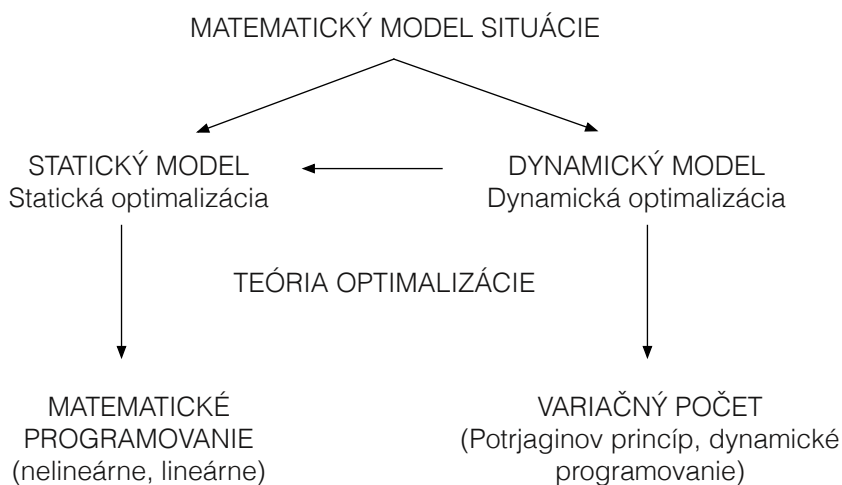 MATEMATICKÝ MODEL SITUÁCIE
STATICKÝ MODEL
Statická optimalizácia
DYNAMICKÝ MODEL
Dynamická optimalizácia
TEÓRIA OPTIMALIZÁCIE
MATEMATICKÉ
PROGRAMOVANIE
(nelineárne, lineárne)
VARIAČNÝ POČET
(Potrjaginov princíp, dynamické
programovanie)